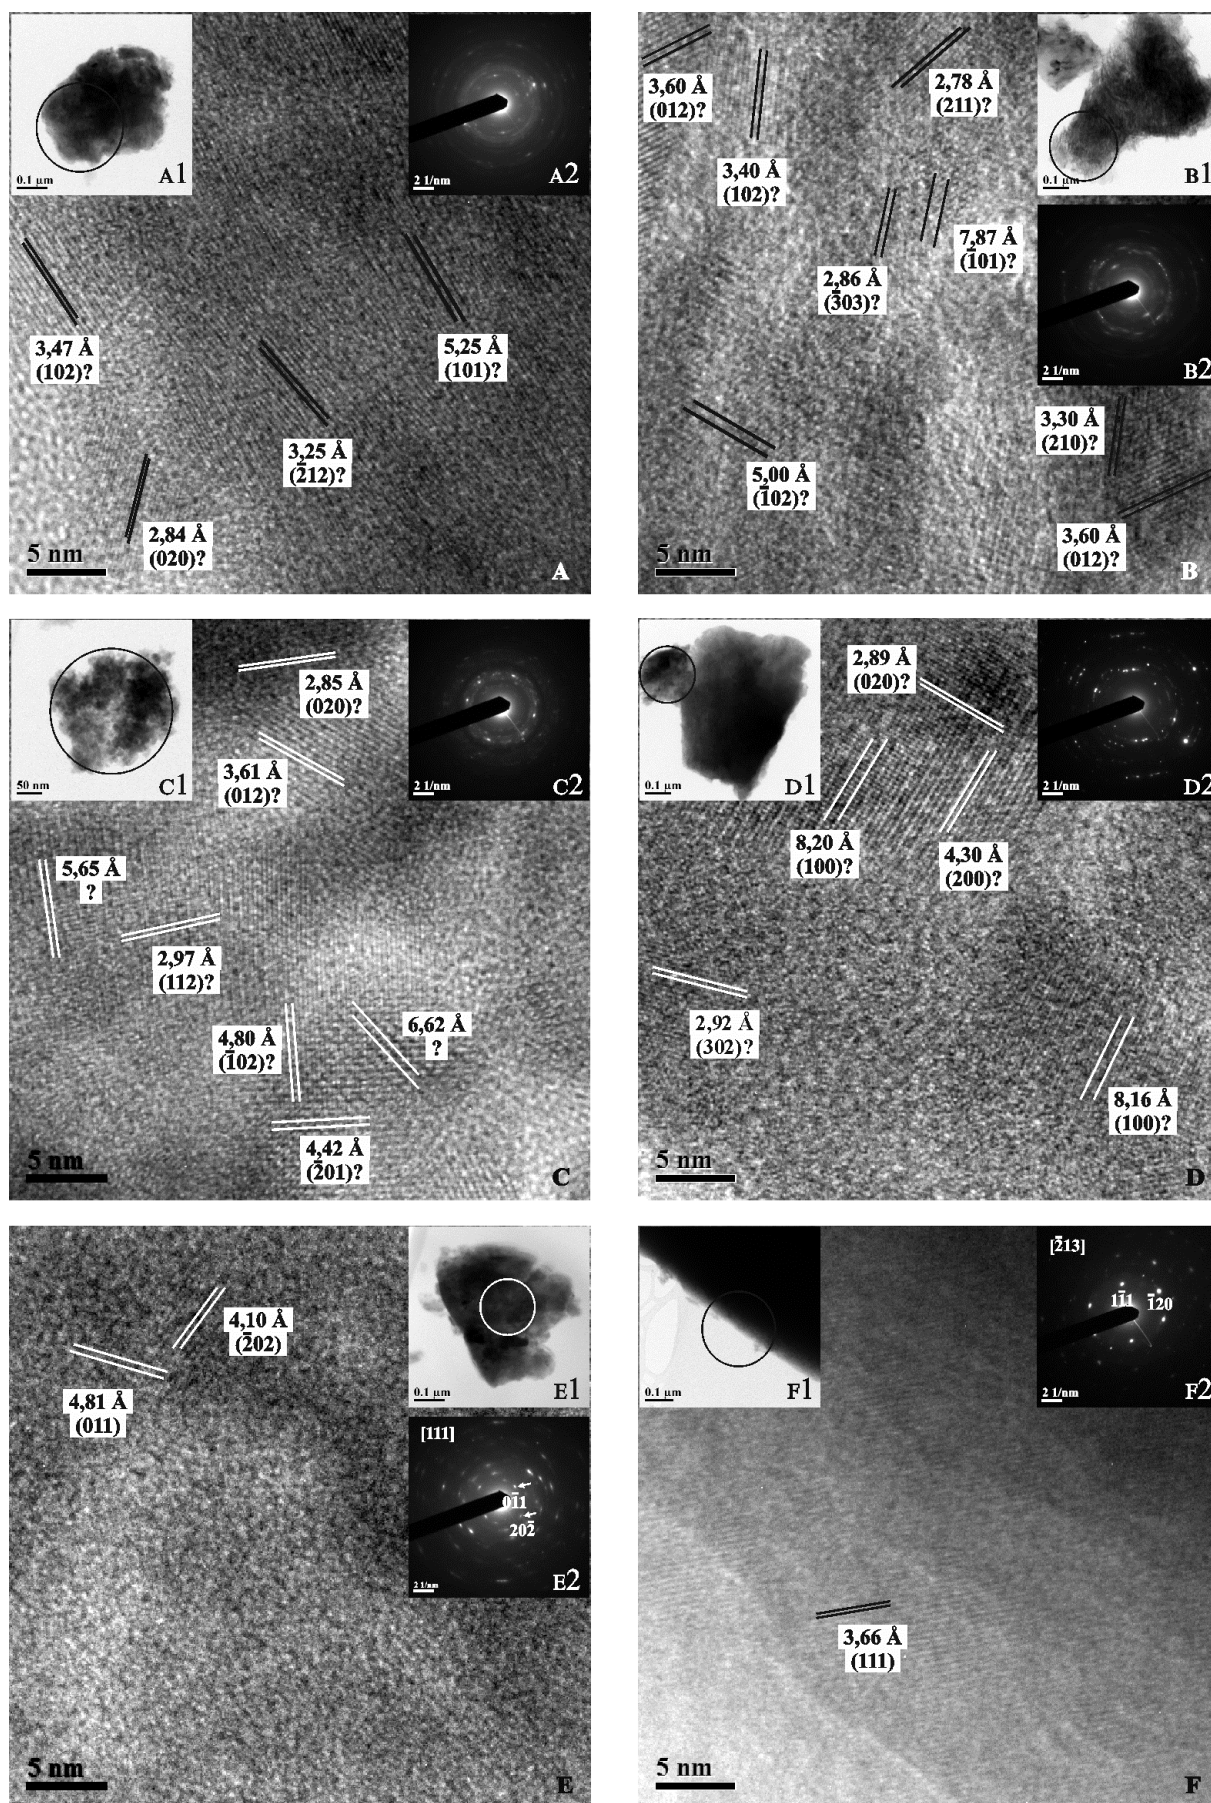 0.1 µm
A1
2 1/nm
A2
3,47 Å
(102)?
5,25 Å
(101)?
3,25 Å
(2̅12)?
2,84 Å
(020)?
5 nm
A
3,60 Å
(012)?
2,78 Å
(211)?
0.1 µm
B1
3,40 Å
(102)?
7,87 Å
(1̅01)?
2,86 Å
(3̅03)?
2 1/nm
B2
3,30 Å
(210)?
5,00 Å
(1̅02)?
3,60 Å
(012)?
5 nm
B
50 nm
C1
2,85 Å
(020)?
2 1/nm
C2
3,61 Å
(012)?
5,65 Å
?
2,97 Å
(112)?
4,80 Å
(1̅02)?
6,62 Å
?
4,42 Å
(2̅01)?
5 nm
C
0.1 µm
D1
2,89 Å
(020)?
2 1/nm
D2
8,20 Å
(100)?
4,30 Å
(200)?
2,92 Å
(302)?
8,16 Å
(100)?
5 nm
D
4,10 Å
(2̅02)
4,81 Å
(011)
0.1 µm
E1
[111]
01̅1
202̅
2 1/nm
E2
5 nm
E
0.1 µm
F1
[2̅13]
11̅1
1̅20
2 1/nm
F2
3,66 Å
(111)
5 nm
F